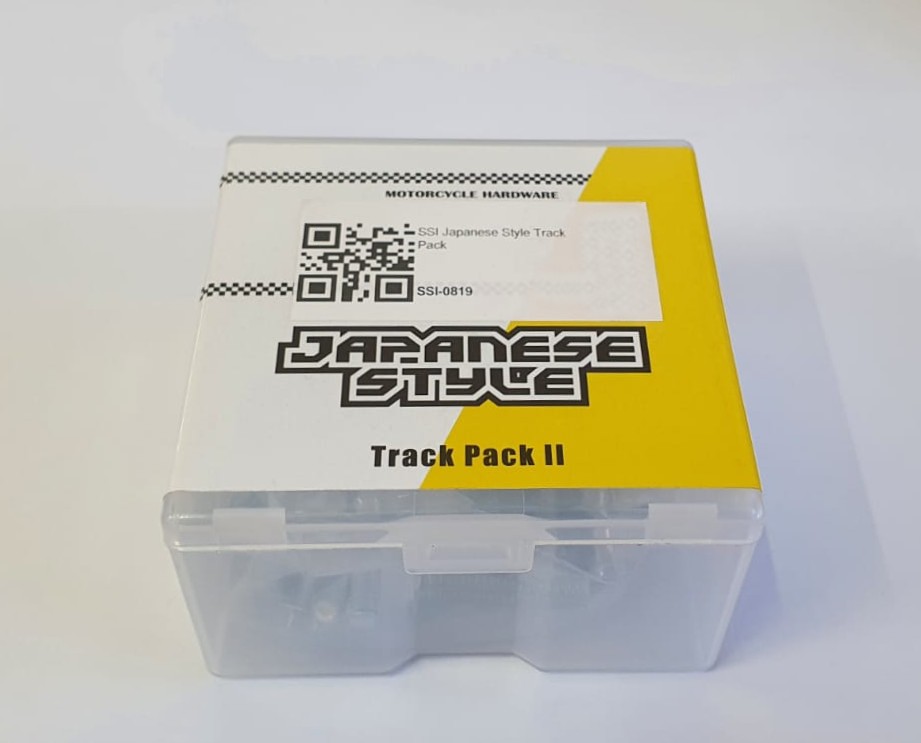 MOTORCYCLE HARDWARE
SSI Japanese Style Track
Pack
SSI-0819
JAPANESE
STYLE
Track Pack II